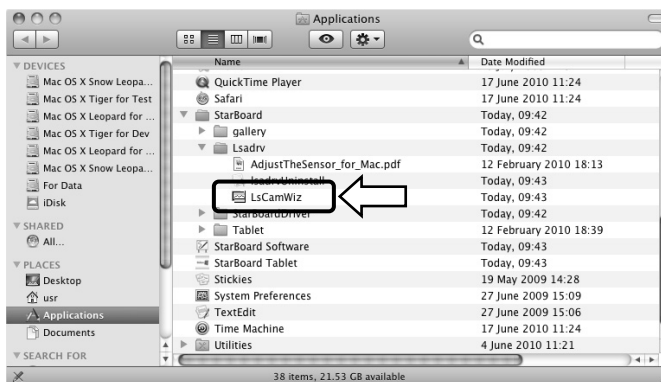 Applications
Name Date Modified
DEVICES
Mac OS X Snow Leopa...
Mac OS X Tiger for Test
Mac OS X Leopard for ...
Mac OS X Tiger for Dev
Mac OS X Leopard for ...
Mac OS X Snow Leopa...
For Data
iDisk
SHARED
All...
PLACES
Desktop
usr
Applications
Documents
SEARCH FOR
QuickTime Player 17 June 2010 11:24
Safari 17 June 2010 11:24
StarBoard Today, 09:42
gallery Today, 09:42
Lsadrv Today, 09:42
AdjustTheSensor_for_Mac.pdf 12 February 2010 18:13
lsadrvUninstall Today, 09:43
LsCamWiz Today, 09:43
StarBoardDriver Today, 09:42
Tablet 12 February 2010 18:39
StarBoard Software Today, 09:43
StarBoard Tablet Today, 09:43
Stickies 19 May 2009 14:28
System Preferences 27 June 2009 15:09
TextEdit 27 June 2009 15:06
Time Machine 17 June 2010 11:24
Utilities 4 June 2010 11:21
38 items, 21.53 GB available